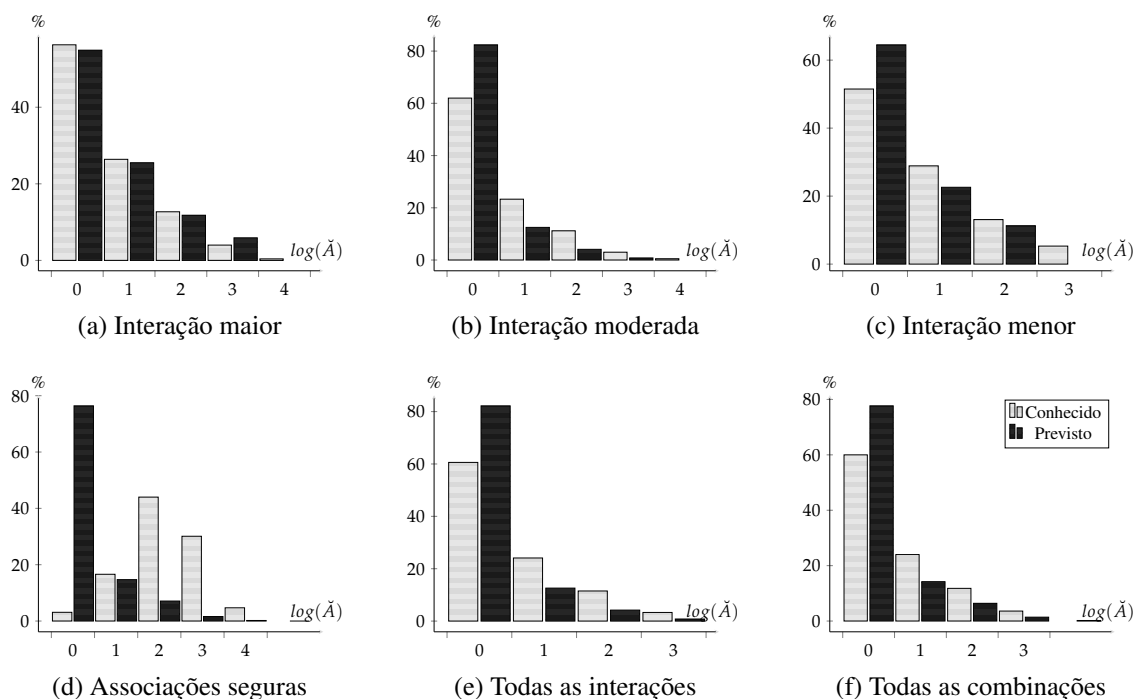 %
40
20
0
log(Ă)
0 1 2 3 4
(a) Interação maior
%
80
60
40
20
0
log(Ă)
0 1 2 3 4
(b) Interação moderada
%
60
40
20
0
log(Ă)
0 1 2 3
(c) Interação menor
%
80
60
40
20
0
log(Ă)
0 1 2 3 4
(d) Associações seguras
%
80
60
40
20
0
log(Ă)
0 1 2 3
(e) Todas as interações
%
80
60
40
20
0
Conhecido
Previsto
log(Ă)
0 1 2 3
(f) Todas as combinações